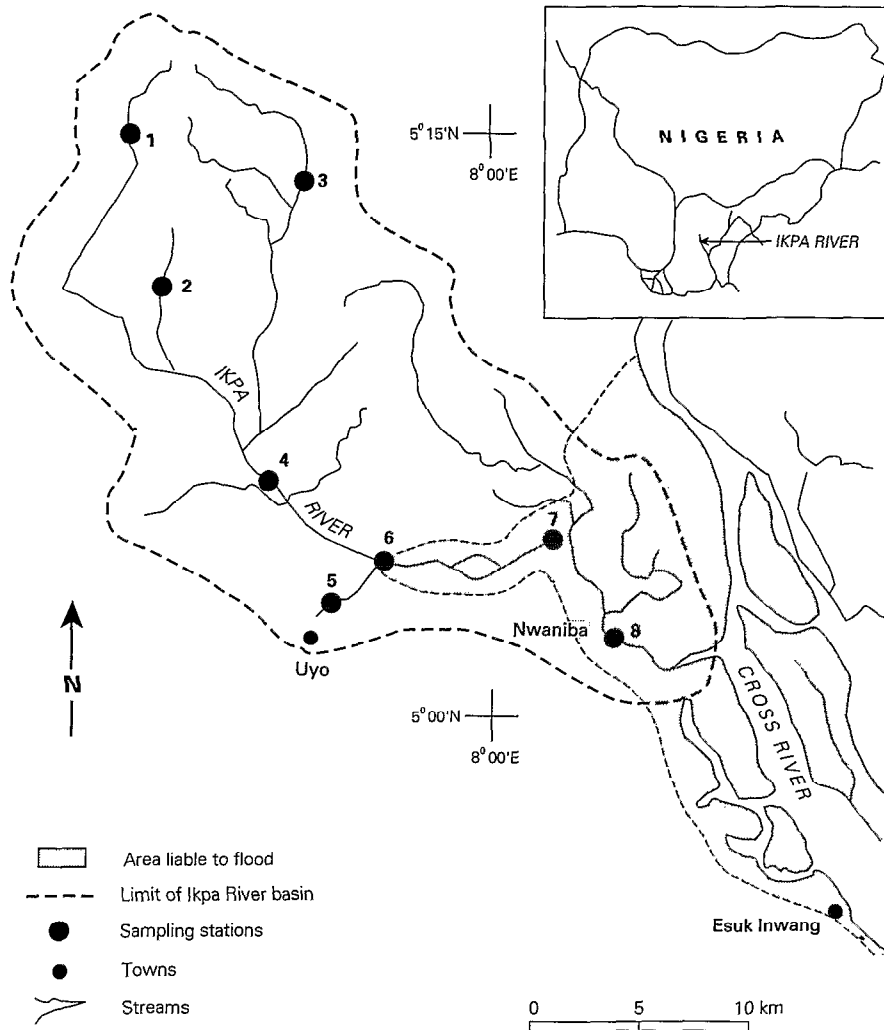 1
5°15'N
8°00'E
NIGERIA
IKPA RIVER
3
2
IKPA
RIVER
4
7
6
5
Uyo
Nwaniba
8
N
5°00'N
8°00'E
CROSS RIVER
Area liable to flood
Limit of Ikpa River basin
Sampling stations
Towns
Streams
Esuk Inwang
0 5 10 km